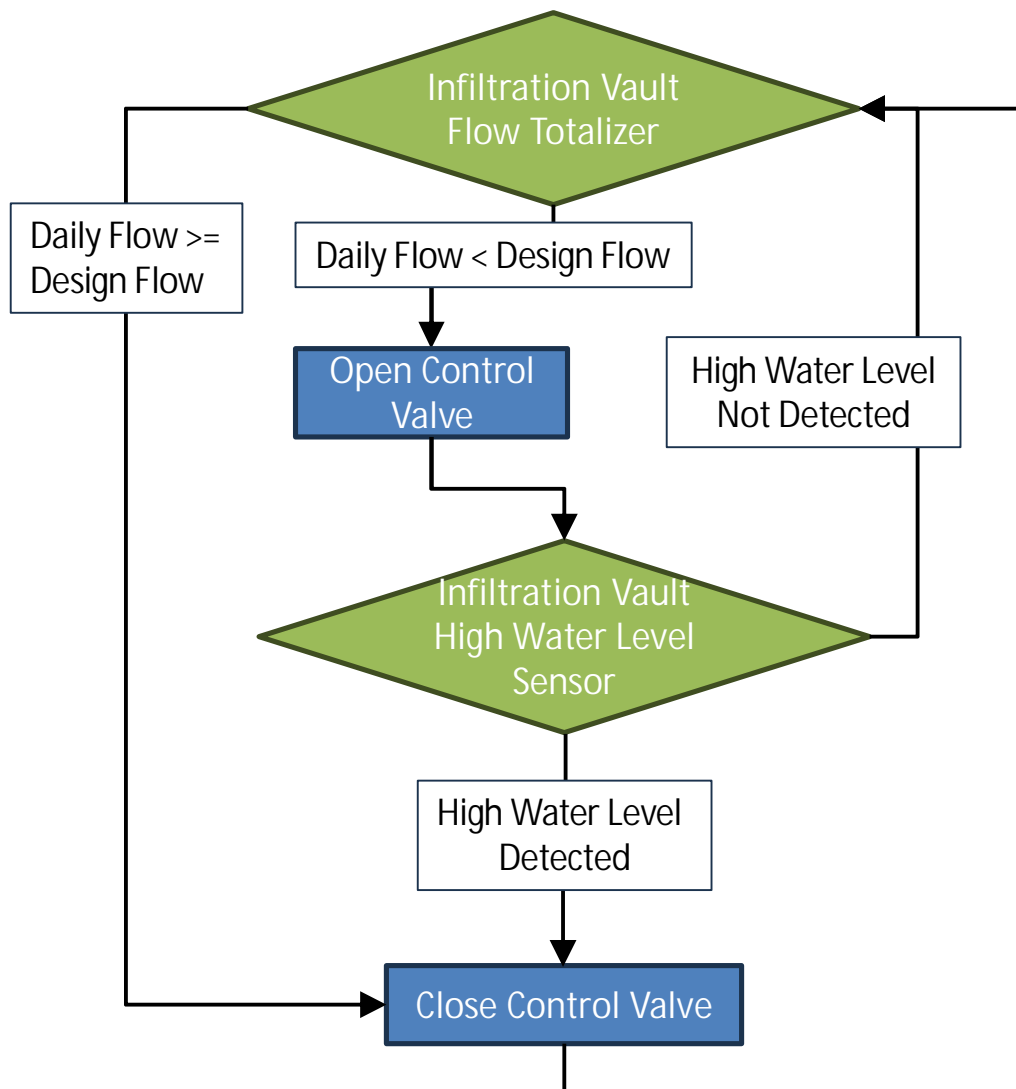 Infiltration Vault
Flow Totalizer
Daily Flow >=
Design Flow
Daily Flow < Design Flow
Open Control
Valve
High Water Level
Not Detected
Infiltration Vault
High Water Level
Sensor
High Water Level
Detected
Close Control Valve